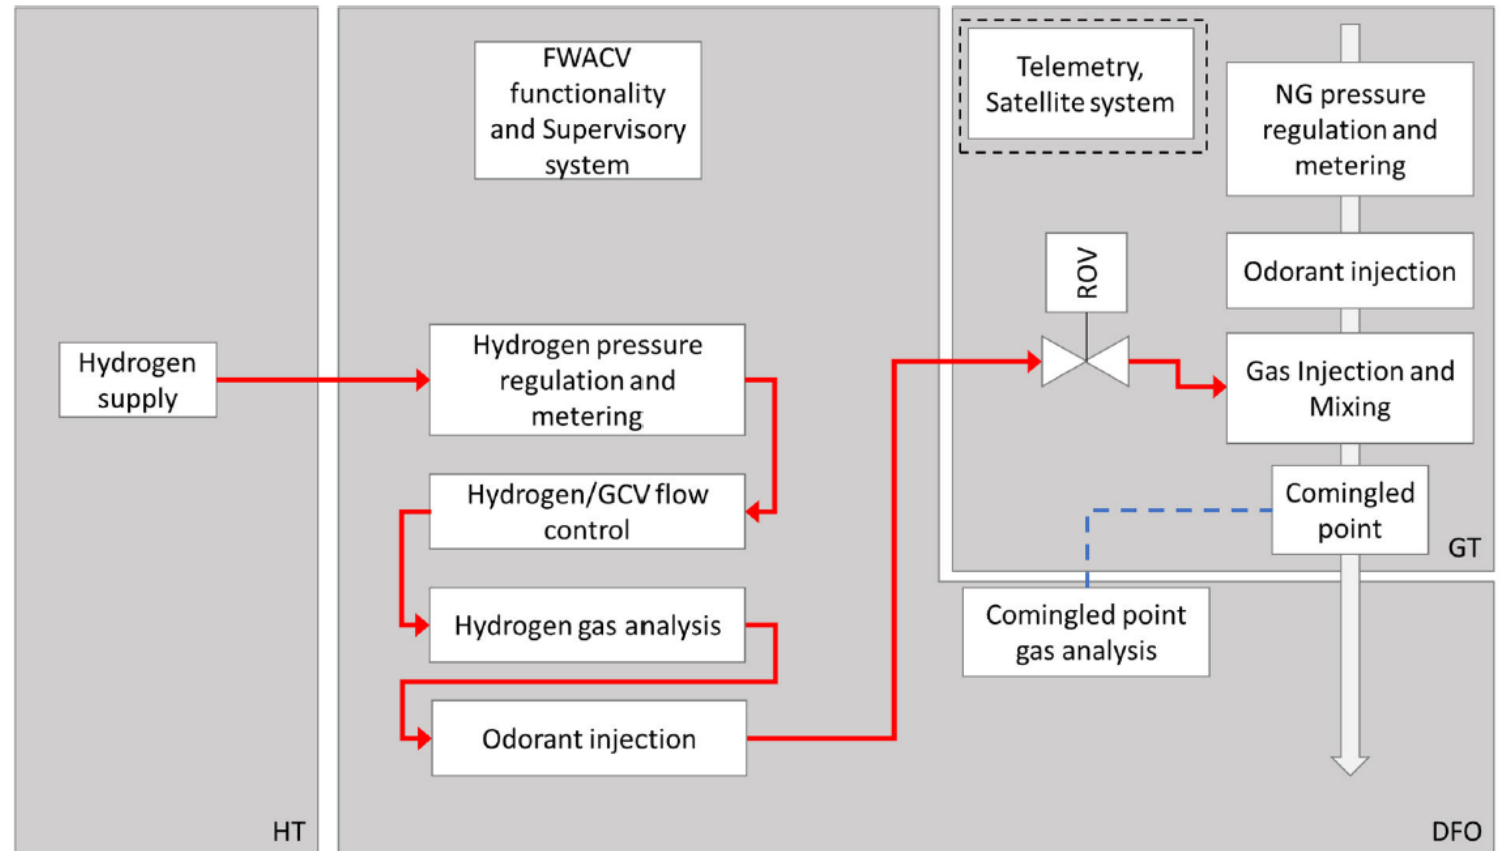 FWACV
functionality
and Supervisory
system
Telemetry,
Satellite system
NG pressure
regulation and
metering
ROV
Odorant injection
Hydrogen
supply
Hydrogen pressure
regulation and
metering
Gas Injection and
Mixing
Hydrogen/GCV flow
control
Comingled
point
GT
Hydrogen gas analysis
Comingled point
gas analysis
Odorant injection
HT
DFO